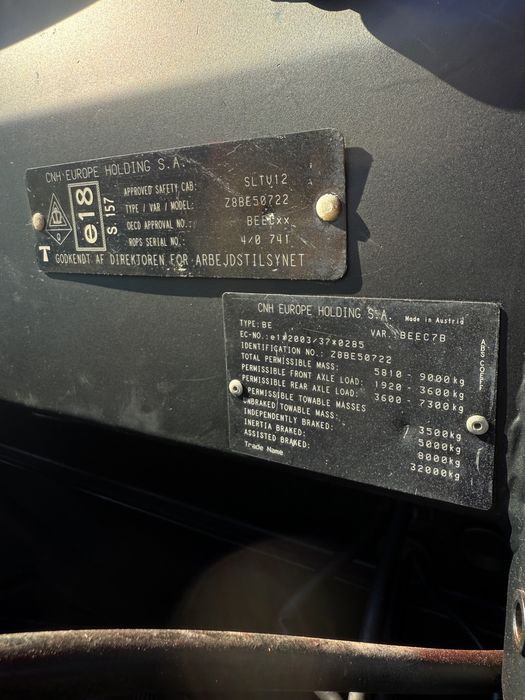 CNH EUROPE HOLDING S.A.
APPROVED SAFETY CAB: SLTV12
TYPE / VAR / MODEL: Z8BE50722
OECD APPROVAL NO.: BEECxx
ROPS SERIAL NO.: 4/0 741
e18
S. 157
T GODKENDT AF DIREKTOREN FOR ARBEJDSTILSYNET
CNH EUROPE HOLDING S.A. Made in Austria
TYPE: BE VAR. BEEC7B
EC-NO.: e1*2003/37*0285
IDENTIFICATION NO.: Z8BE50722
TOTAL PERMISSIBLE MASS: 5810 - 9000kg
PERMISSIBLE FRONT AXLE LOAD: 1920 - 3600kg
PERMISSIBLE REAR AXLE LOAD: 3600 - 7300kg
PERMISSIBLE TOWABLE MASSES
UNBRAKED TOWABLE MASS: 3500kg
INDEPENDENTLY BRAKED: 5000kg
INERTIA BRAKED: 8000kg
ASSISTED BRAKED: 32000kg
Trade Name